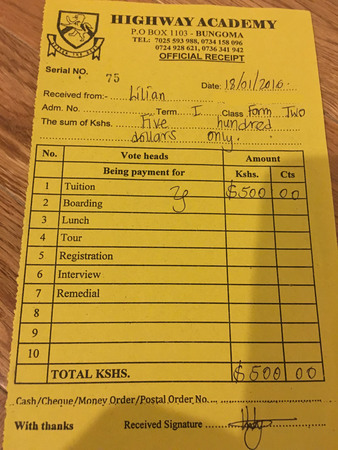 HIGHWAY ACADEMY
P.O BOX 1103 - BUNGOMA
TEL: 7025 593 988, 0734 158 096
0724 928 621, 0736 341 942
OFFICIAL RECEIPT
Serial NO. 75
Date: 18/01/2016
Received from:- Lilian
Adm. No. Term I Class Form Two
The sum of Kshs. Five hundred
dollars only.
No. Vote heads Amount
Being payment for Kshs. Cts
1 Tuition $500 00
2 Boarding
3 Lunch
4 Tour
5 Registration
6 Interview
7 Remedial
8
9
10
TOTAL KSHS. $500 00
Cash/Cheque/Money Order/Postal Order No.
With thanks Received Signature